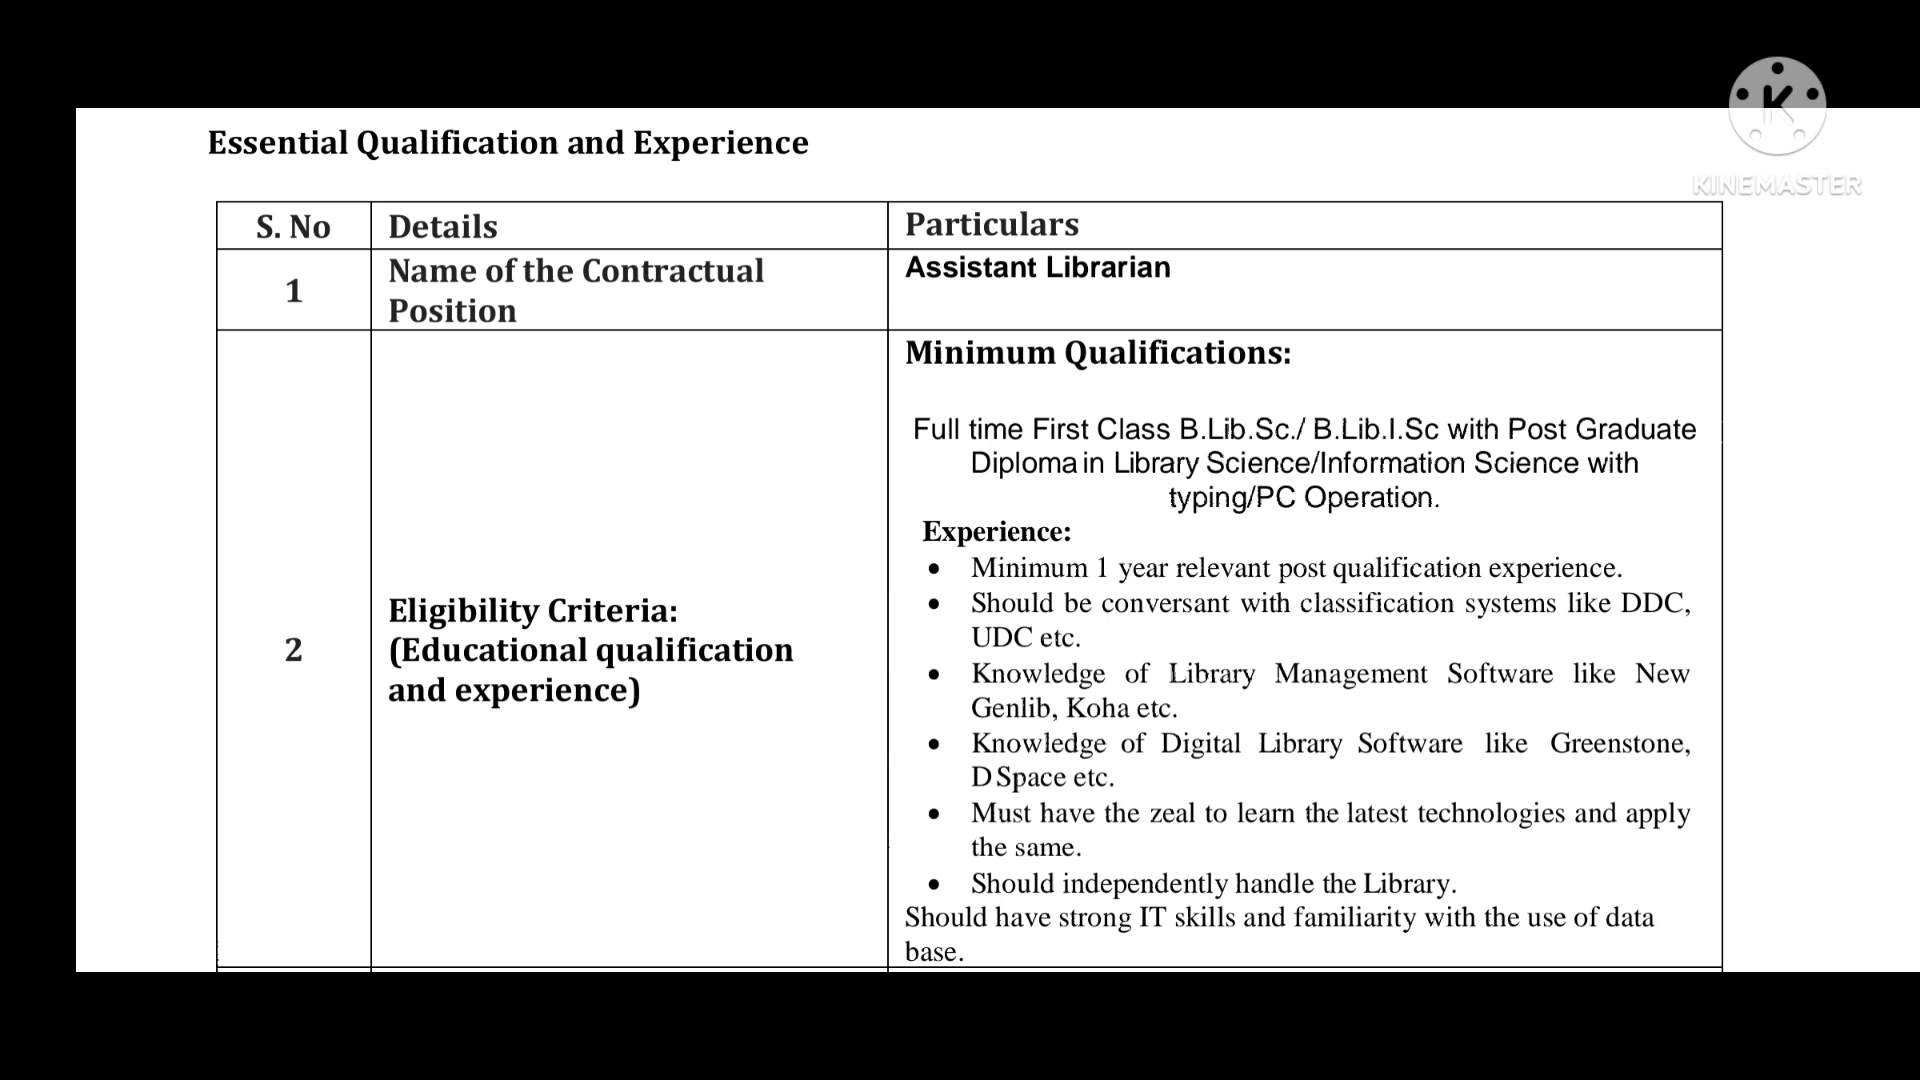 KINEMASTER
Essential Qualification and Experience
S. No Details Particulars
1 Name of the Contractual Position Assistant Librarian
2 Eligibility Criteria:
(Educational qualification
and experience)
Minimum Qualifications:
Full time First Class B.Lib.Sc./ B.Lib.I.Sc with Post Graduate
Diploma in Library Science/Information Science with
typing/PC Operation.
Experience:
• Minimum 1 year relevant post qualification experience.
• Should be conversant with classification systems like DDC,
UDC etc.
• Knowledge of Library Management Software like New
Genlib, Koha etc.
• Knowledge of Digital Library Software like Greenstone,
DSpace etc.
• Must have the zeal to learn the latest technologies and apply
the same.
• Should independently handle the Library.
Should have strong IT skills and familiarity with the use of data
base.